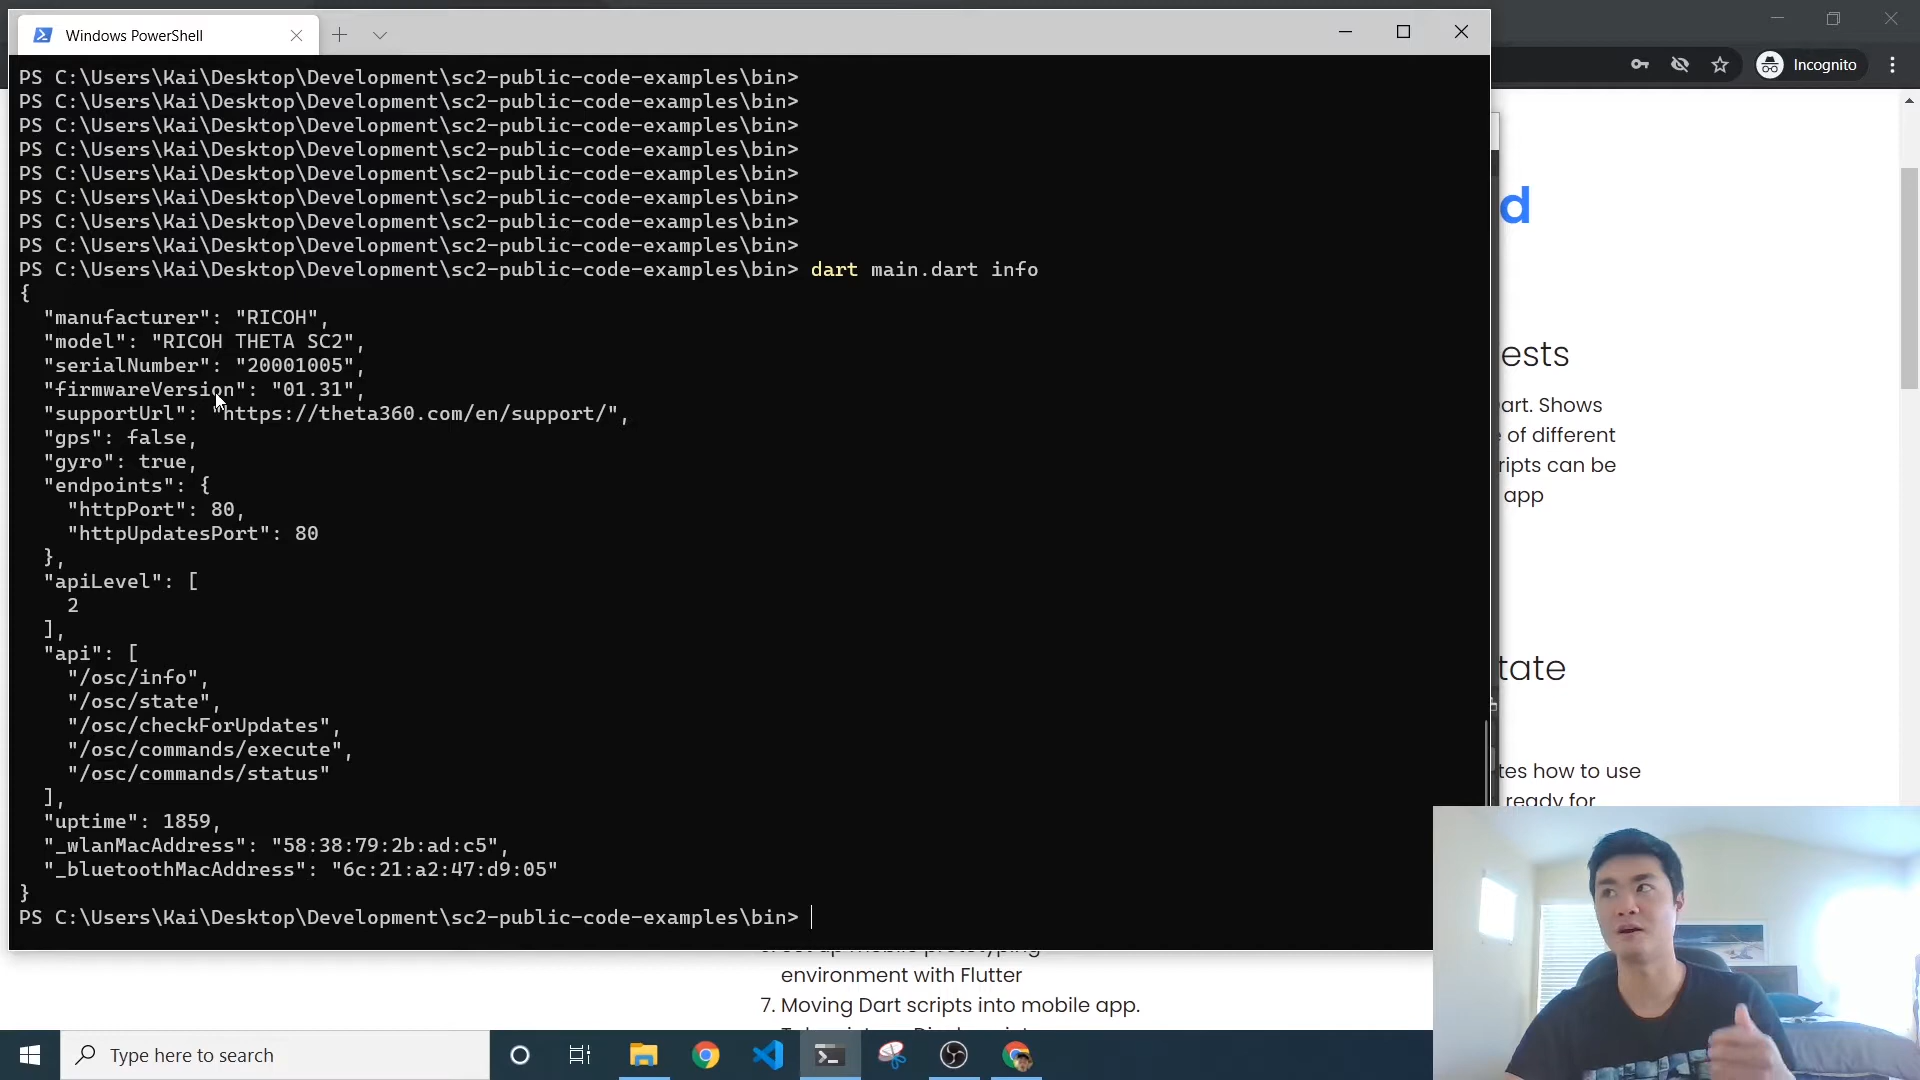 Windows PowerShell
Incognito
PS C:\Users\Kai\Desktop\Development\sc2-public-code-examples\bin>
PS C:\Users\Kai\Desktop\Development\sc2-public-code-examples\bin>
PS C:\Users\Kai\Desktop\Development\sc2-public-code-examples\bin>
PS C:\Users\Kai\Desktop\Development\sc2-public-code-examples\bin>
PS C:\Users\Kai\Desktop\Development\sc2-public-code-examples\bin>
PS C:\Users\Kai\Desktop\Development\sc2-public-code-examples\bin>
PS C:\Users\Kai\Desktop\Development\sc2-public-code-examples\bin>
PS C:\Users\Kai\Desktop\Development\sc2-public-code-examples\bin>
PS C:\Users\Kai\Desktop\Development\sc2-public-code-examples\bin> dart main.dart info
{
"manufacturer": "RICOH",
"model": "RICOH THETA SC2",
"serialNumber": "20001005",
"firmwareVersion": "01.31",
"supportUrl": "https://theta360.com/en/support/",
"gps": false,
"gyro": true,
"endpoints": {
"httpPort": 80,
"httpUpdatesPort": 80
},
"apiLevel": [
2
],
"api": [
"/osc/info",
"/osc/state",
"/osc/checkForUpdates",
"/osc/commands/execute",
"/osc/commands/status"
],
"uptime": 1859,
"_wlanMacAddress": "58:38:79:2b:ad:c5",
"_bluetoothMacAddress": "6c:21:a2:47:d9:05"
}
PS C:\Users\Kai\Desktop\Development\sc2-public-code-examples\bin>
d
ests
art. Shows
of different
ripts can be
app
tate
tes how to use
ready for
environment with Flutter
7. Moving Dart scripts into mobile app.
Type here to search